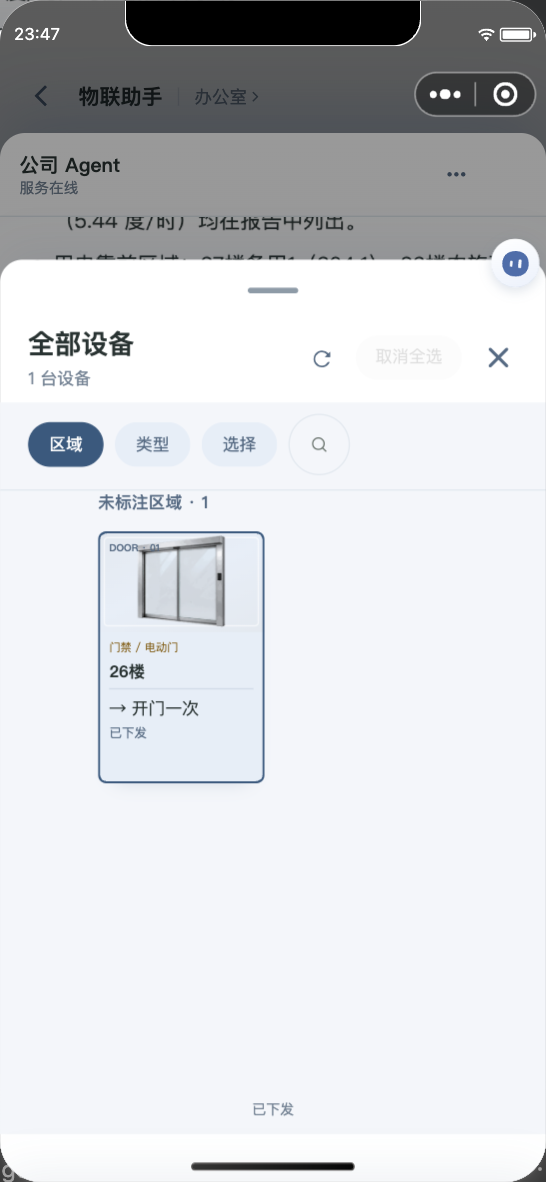 23:47
物联助手
办公室 >
公司 Agent
服务在线
（5.44 度/时）均在报告中列出。
全部设备
1 台设备
取消全选
区域
类型
选择
未标注区域 · 1
DOOR · 01
门禁 / 电动门
26楼
→ 开门一次
已下发
已下发